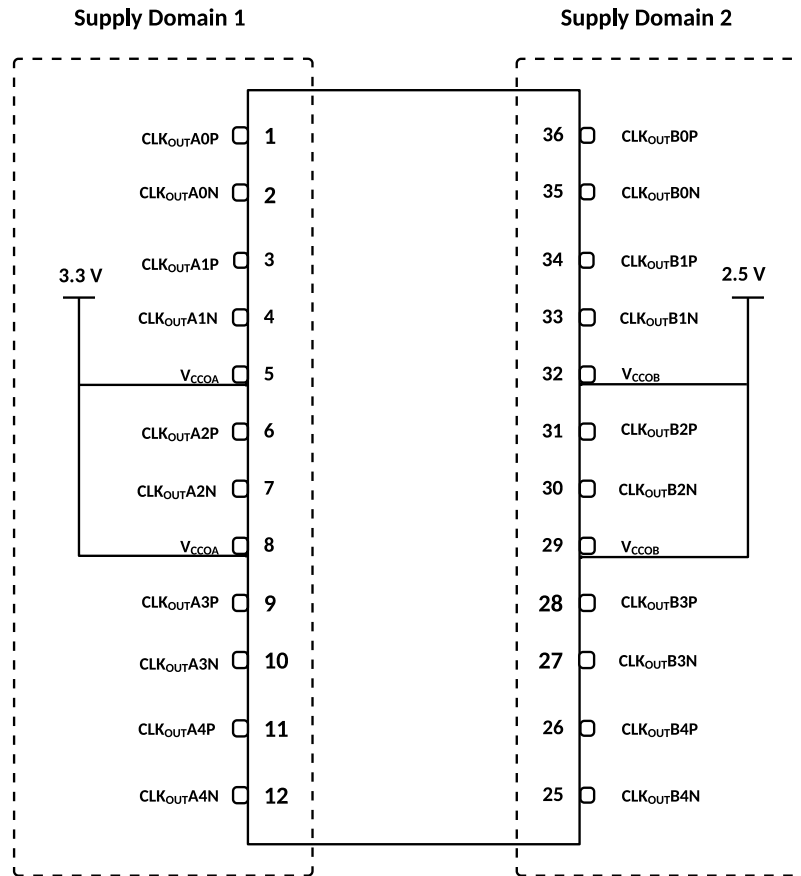 Supply Domain 1
Supply Domain 2
CLKOUTA0P 1
36 CLKOUTB0P
CLKOUTA0N 2
35 CLKOUTB0N
CLKOUTA1P 3
34 CLKOUTB1P
3.3 V
2.5 V
CLKOUTA1N 4
33 CLKOUTB1N
VCCOA 5
32 VCCOB
CLKOUTA2P 6
31 CLKOUTB2P
CLKOUTA2N 7
30 CLKOUTB2N
VCCOA 8
29 VCCOB
CLKOUTA3P 9
28 CLKOUTB3P
CLKOUTA3N 10
27 CLKOUTB3N
CLKOUTA4P 11
26 CLKOUTB4P
CLKOUTA4N 12
25 CLKOUTB4N